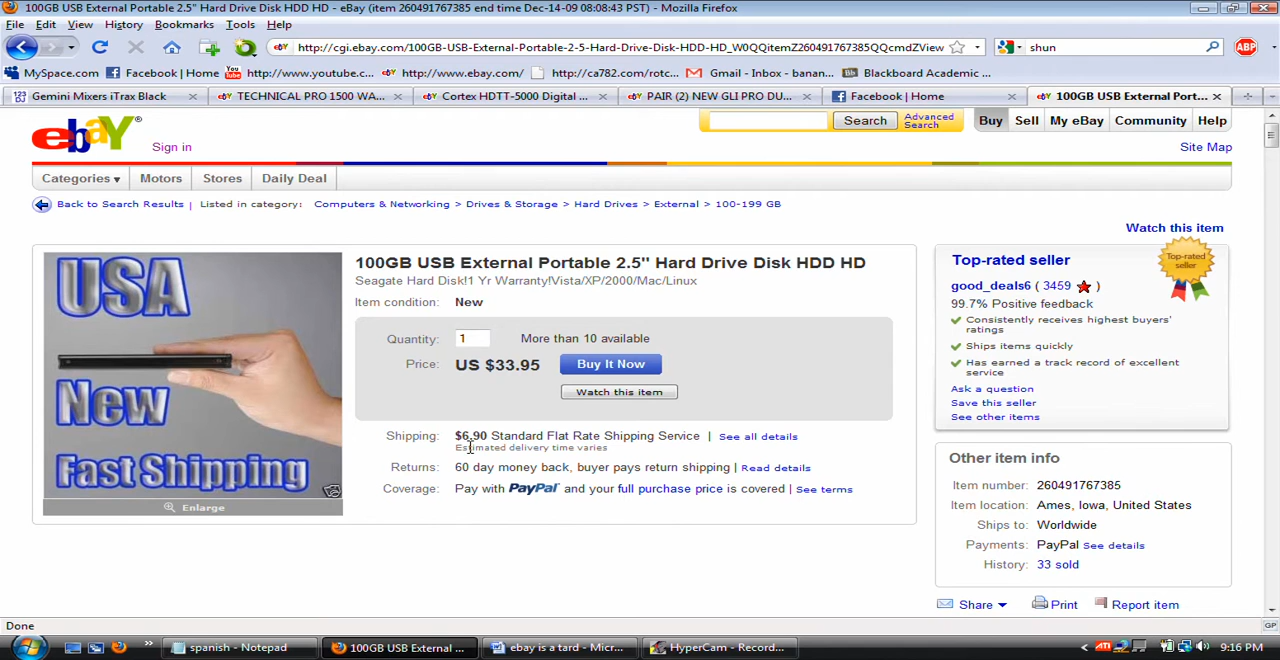 100GB USB External Portable 2.5" Hard Drive Disk HDD HD - eBay (item 260491767385 end time Dec-14-09 08:08:43 PST) - Mozilla Firefox
File Edit View History Bookmarks Tools Help
http://cgi.ebay.com/100GB-USB-External-Portable-2-5-Hard-Drive-Disk-HDD-HD_W0QQitemZ260491767385QQcmdZView shun ABP
MySpace.com Facebook | Home http://www.youtube.c... http://www.ebay.com/ http://ca782.com/rotc... Gmail - Inbox - banan... Blackboard Academic ...
Gemini Mixers iTrax Black TECHNICAL PRO 1500 WA... Cortex HDTT-5000 Digital ... PAIR (2) NEW GLI PRO DU... Facebook | Home 100GB USB External Port...
ebay® Sign in Search Advanced Search Buy Sell My eBay Community Help
Site Map
Categories Motors Stores Daily Deal
Back to Search Results | Listed in category: Computers & Networking > Drives & Storage > Hard Drives > External > 100-199 GB
Watch this item
USA
New
Fast Shipping
Enlarge
100GB USB External Portable 2.5" Hard Drive Disk HDD HD
Seagate Hard Disk!1 Yr Warranty!Vista/XP/2000/Mac/Linux
Item condition: New
Quantity: 1 More than 10 available
Price: US $33.95 Buy It Now
Watch this item
Shipping: $6.90 Standard Flat Rate Shipping Service | See all details
Estimated delivery time varies
Returns: 60 day money back, buyer pays return shipping | Read details
Coverage: Pay with PayPal and your full purchase price is covered | See terms
Top-rated seller
Top-rated seller
good_deals6 ( 3459 )
99.7% Positive feedback
Consistently receives highest buyers'
ratings
Ships items quickly
Has earned a track record of excellent
service
Ask a question
Save this seller
See other items
Other item info
Item number: 260491767385
Item location: Ames, Iowa, United States
Ships to: Worldwide
Payments: PayPal See details
History: 33 sold
Share Print Report item
Done
GP
spanish - Notepad 100GB USB External ... ebay is a tard - Micr... HyperCam - Record... ATI 9:16 PM